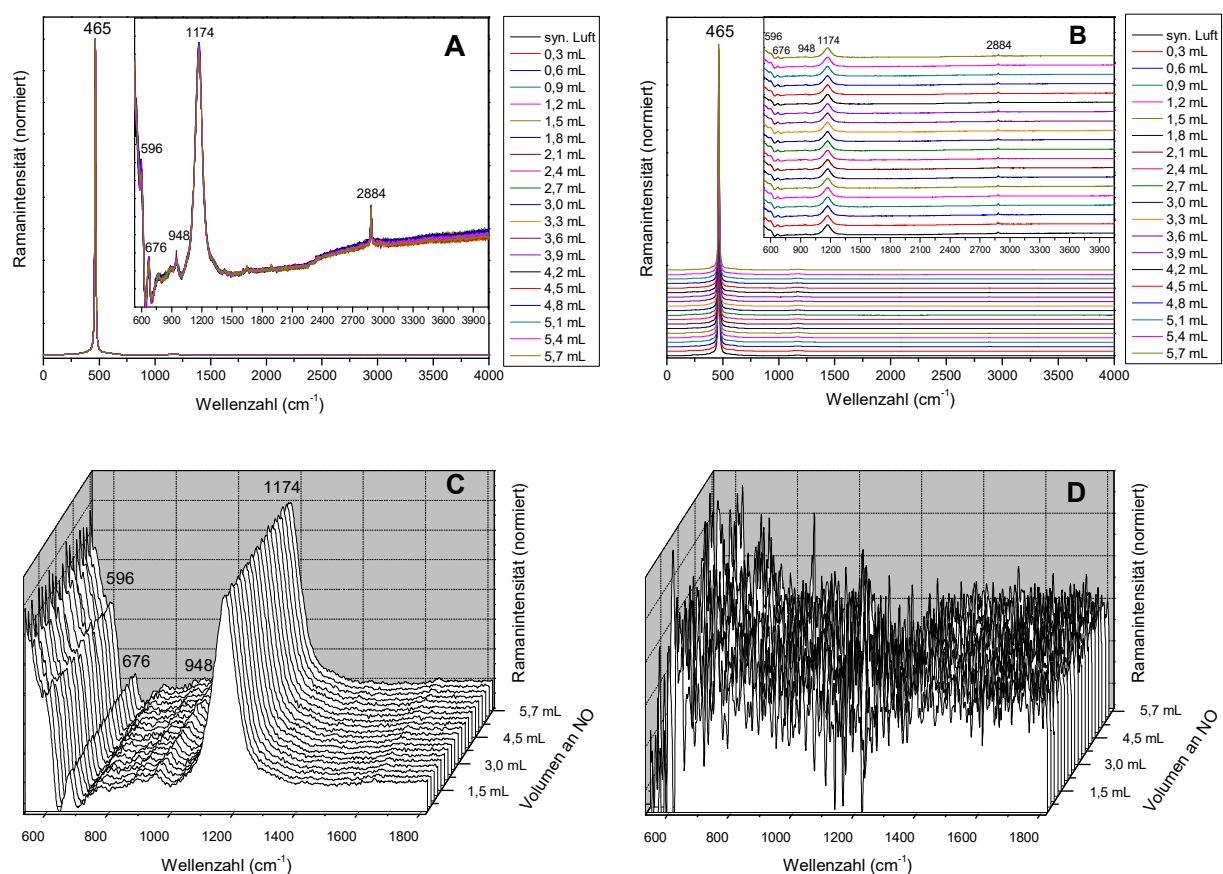 A
465
1174
596
676
948
2884
600 900 1200 1500 1800 2100 2400 2700 3000 3300 3600 3900
0 500 1000 1500 2000 2500 3000 3500 4000
Wellenzahl (cm-1)
Ramanintensität (normiert)
syn. Luft
0,3 mL
0,6 mL
0,9 mL
1,2 mL
1,5 mL
1,8 mL
2,1 mL
2,4 mL
2,7 mL
3,0 mL
3,3 mL
3,6 mL
3,9 mL
4,2 mL
4,5 mL
4,8 mL
5,1 mL
5,4 mL
5,7 mL
B
465
596
676
948
1174
2884
600 900 1200 1500 1800 2100 2400 2700 3000 3300 3600 3900
0 500 1000 1500 2000 2500 3000 3500 4000
Wellenzahl (cm-1)
Ramanintensität (normiert)
syn. Luft
0,3 mL
0,6 mL
0,9 mL
1,2 mL
1,5 mL
1,8 mL
2,1 mL
2,4 mL
2,7 mL
3,0 mL
3,3 mL
3,6 mL
3,9 mL
4,2 mL
4,5 mL
4,8 mL
5,1 mL
5,4 mL
5,7 mL
C
1174
596
676
948
600 800 1000 1200 1400 1600 1800
Wellenzahl (cm-1)
Ramanintensität (normiert)
5,7 mL
4,5 mL
3,0 mL
1,5 mL
Volumen an NO
D
600 800 1000 1200 1400 1600 1800
Wellenzahl (cm-1)
Ramanintensität (normiert)
5,7 mL
4,5 mL
3,0 mL
1,5 mL
Volumen an NO